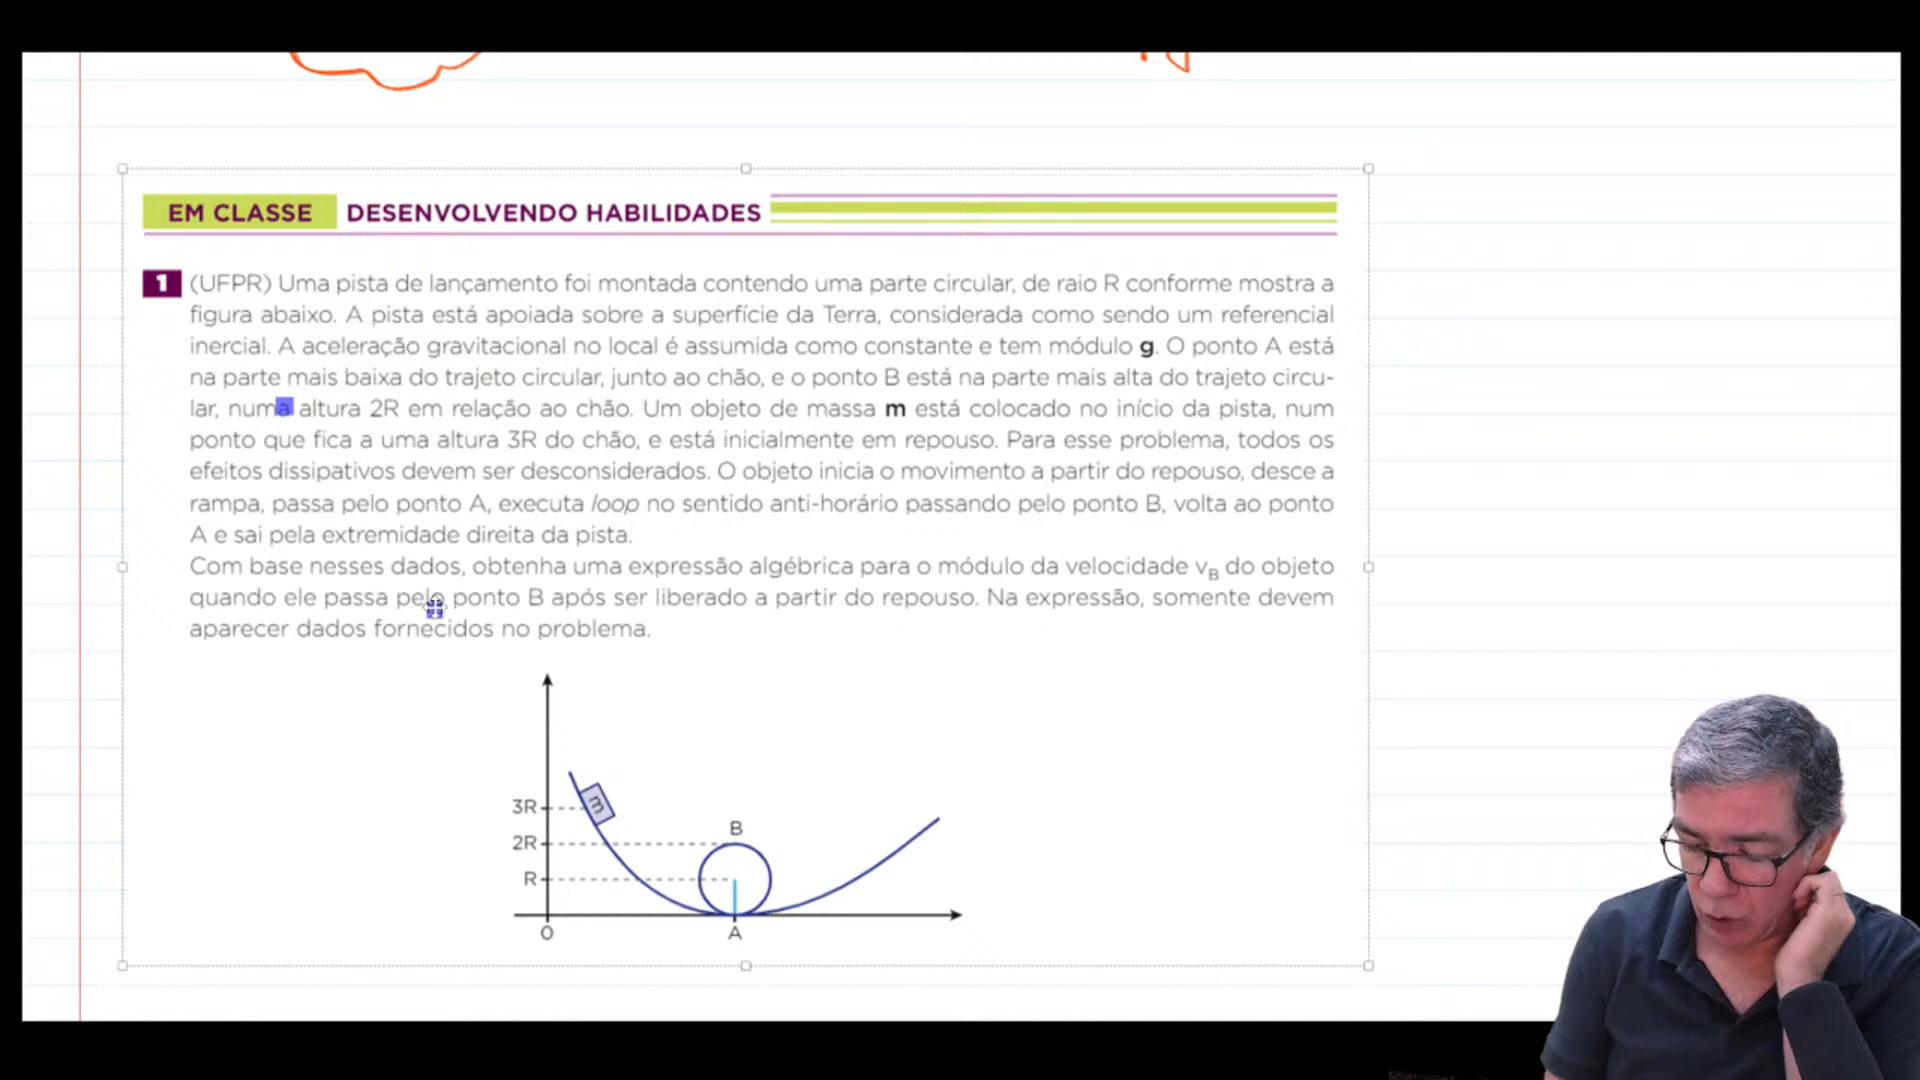 EM CLASSE DESENVOLVENDO HABILIDADES
1 (UFPR) Uma pista de lançamento foi montada contendo uma parte circular, de raio R conforme mostra a
figura abaixo. A pista está apoiada sobre a superfície da Terra, considerada como sendo um referencial
inercial. A aceleração gravitacional no local é assumida como constante e tem módulo g. O ponto A está
na parte mais baixa do trajeto circular, junto ao chão, e o ponto B está na parte mais alta do trajeto circu-
lar, numa altura 2R em relação ao chão. Um objeto de massa m está colocado no início da pista, num
ponto que fica a uma altura 3R do chão, e está inicialmente em repouso. Para esse problema, todos os
efeitos dissipativos devem ser desconsiderados. O objeto inicia o movimento a partir do repouso, desce a
rampa, passa pelo ponto A, executa loop no sentido anti-horário passando pelo ponto B, volta ao ponto
A e sai pela extremidade direita da pista.
Com base nesses dados, obtenha uma expressão algébrica para o módulo da velocidade vB do objeto
quando ele passa pelo ponto B após ser liberado a partir do repouso. Na expressão, somente devem
aparecer dados fornecidos no problema.
m
3R
B
2R
R
0
A